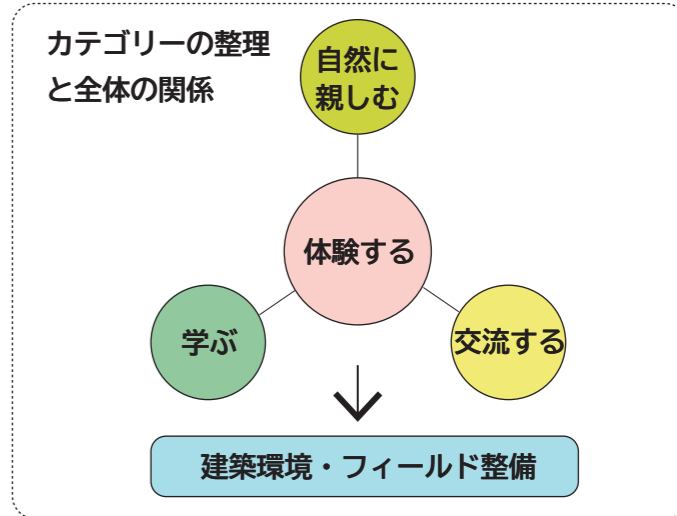 カテゴリーの整理
と全体の関係
自然に
親しむ
体験する
学ぶ
交流する
建築環境・フィールド整備